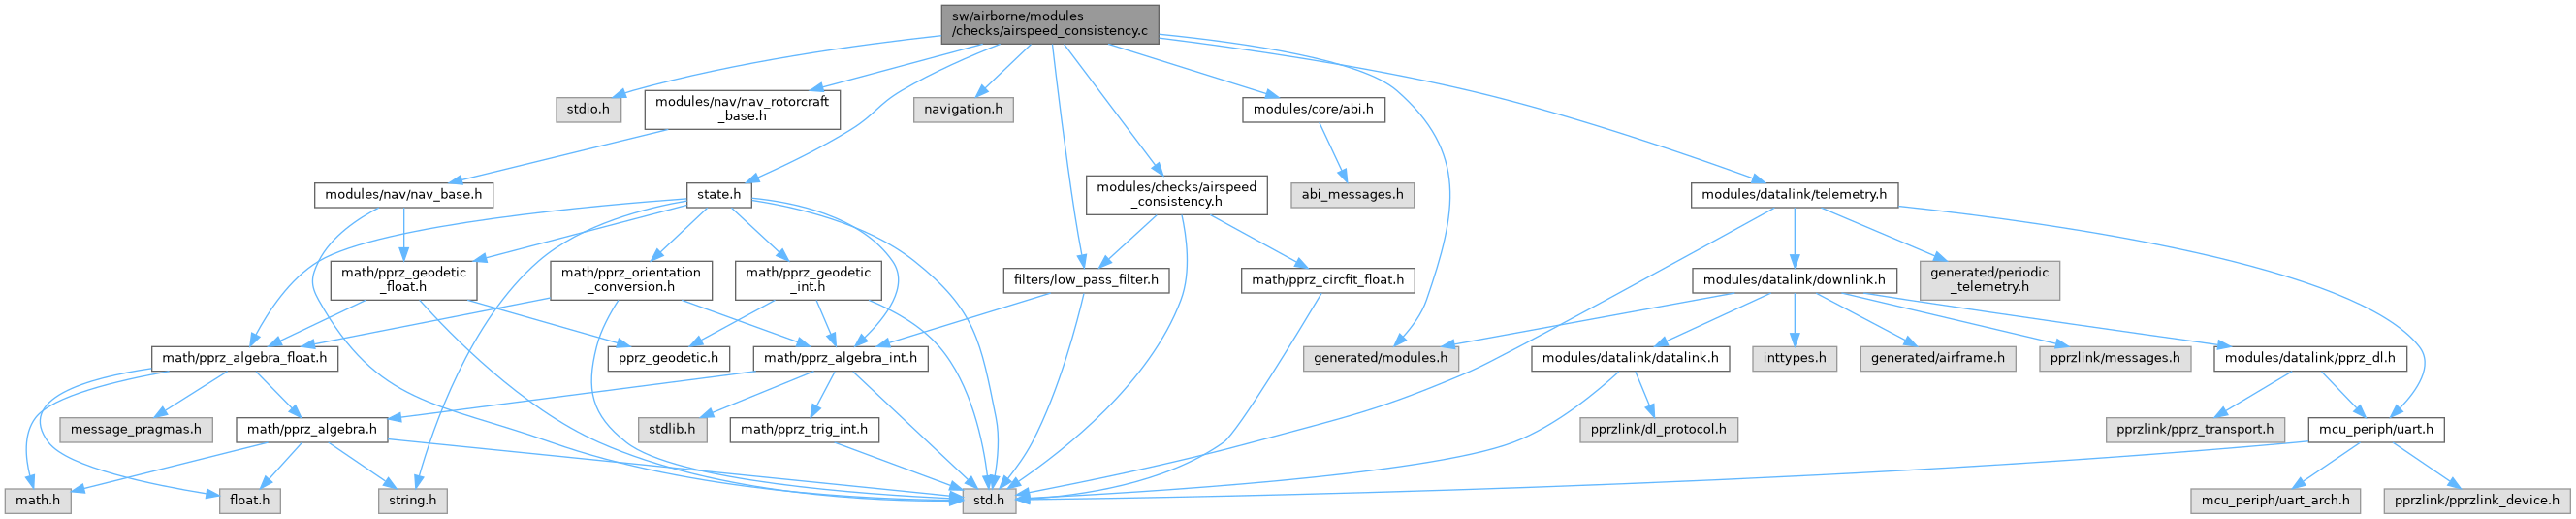 sw/airborne/modules
/checks/airspeed_consistency.c
stdio.h
modules/nav/nav_rotorcraft
_base.h
navigation.h
modules/core/abi.h
modules/nav/nav_base.h
state.h
modules/checks/airspeed
_consistency.h
abi_messages.h
modules/datalink/telemetry.h
math/pprz_geodetic
_float.h
math/pprz_orientation
_conversion.h
math/pprz_geodetic
_int.h
filters/low_pass_filter.h
math/pprz_circfit_float.h
modules/datalink/downlink.h
generated/periodic
_telemetry.h
math/pprz_algebra_float.h
pprz_geodetic.h
math/pprz_algebra_int.h
generated/modules.h
modules/datalink/datalink.h
inttypes.h
generated/airframe.h
pprzlink/messages.h
modules/datalink/pprz_dl.h
message_pragmas.h
math/pprz_algebra.h
stdlib.h
math/pprz_trig_int.h
pprzlink/dl_protocol.h
pprzlink/pprz_transport.h
mcu_periph/uart.h
math.h
float.h
string.h
std.h
mcu_periph/uart_arch.h
pprzlink/pprzlink_device.h